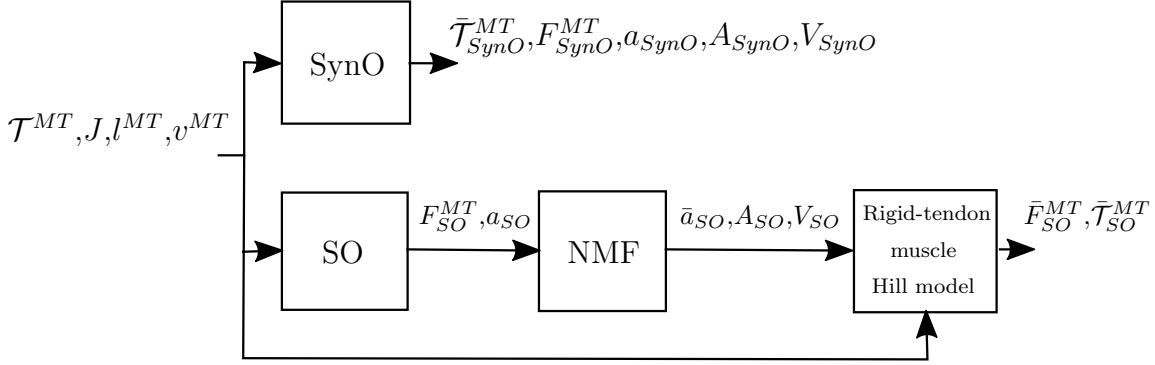 $\bar{\mathcal{T}}^{MT}_{SynO}, F^{MT}_{SynO}, a_{SynO}, A_{SynO}, V_{SynO}$
SynO
$\mathcal{T}^{MT}, J, l^{MT}, v^{MT}$
SO
$F^{MT}_{SO}, a_{SO}$
NMF
$\bar{a}_{SO}, A_{SO}, V_{SO}$
Rigid-tendon
muscle
Hill model
$\bar{F}^{MT}_{SO}, \bar{\mathcal{T}}^{MT}_{SO}$